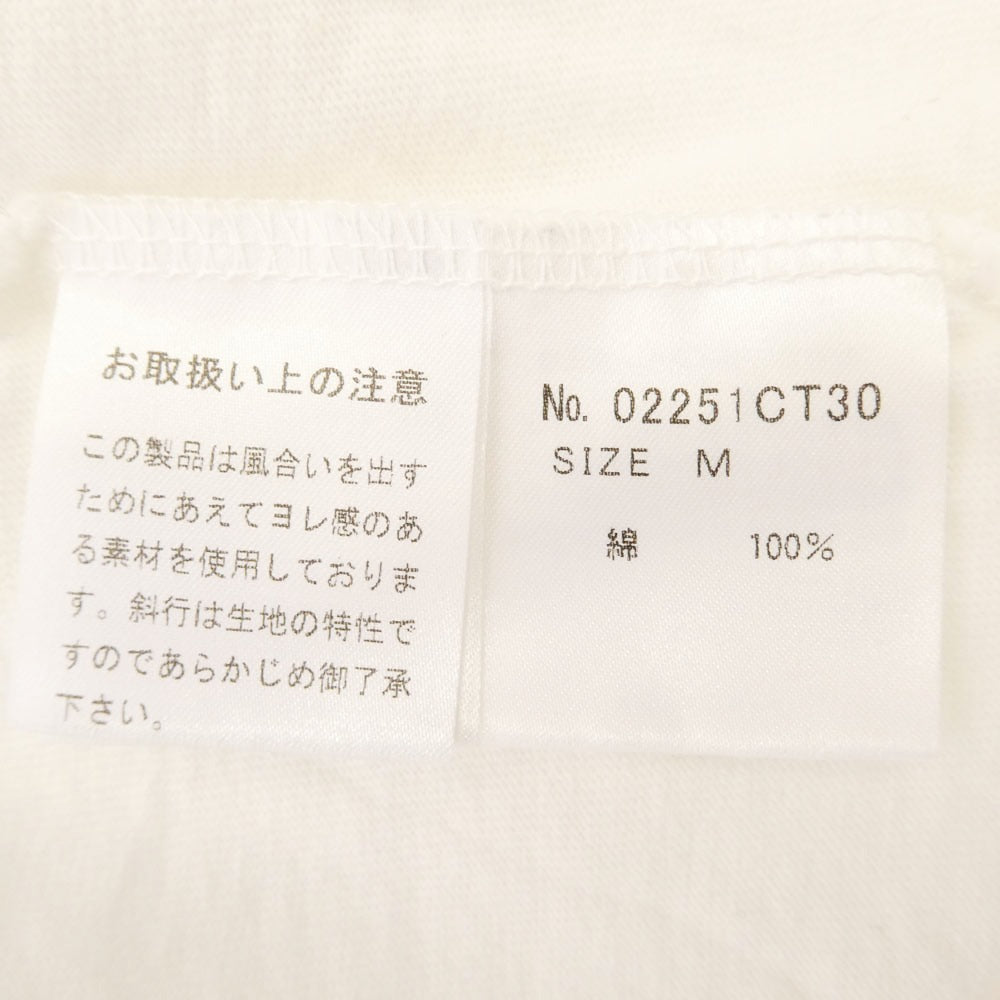 お取扱い上の注意
この製品は風合いを出す
ためにあえてヨレ感のあ
る素材を使用しておりま
す。斜行は生地の特性で
すのであらかじめ御了承
下さい。
No. 02251CT30
SIZE M
綿 100%